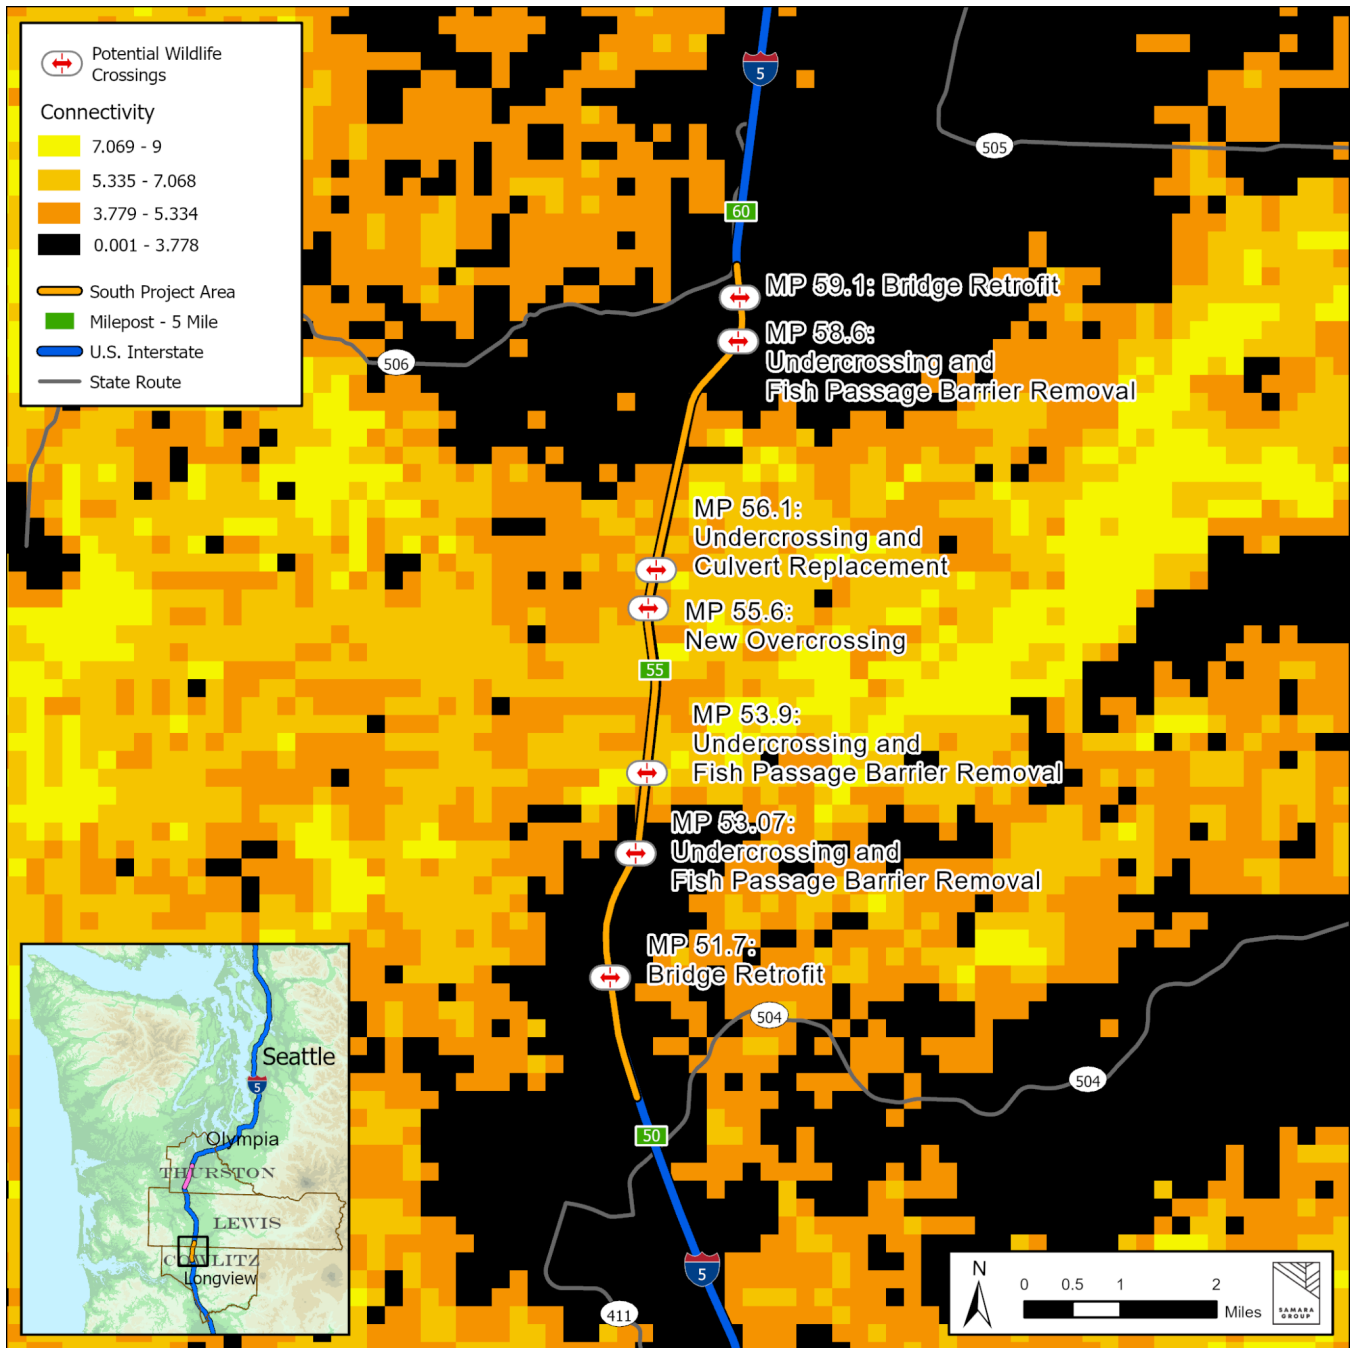 Potential Wildlife
Crossings
Connectivity
7.069 - 9
5.335 - 7.068
3.779 - 5.334
0.001 - 3.778
South Project Area
Milepost - 5 Mile
U.S. Interstate
State Route
5
505
60
MP 59.1: Bridge Retrofit
MP 58.6:
Undercrossing and
Fish Passage Barrier Removal
506
MP 56.1:
Undercrossing and
Culvert Replacement
MP 55.6:
New Overcrossing
55
MP 53.9:
Undercrossing and
Fish Passage Barrier Removal
MP 53.07:
Undercrossing and
Fish Passage Barrier Removal
MP 51.7:
Bridge Retrofit
504
504
50
5
411
Seattle
5
Olympia
THURSTON
LEWIS
COWLITZ
Longview
N
0 0.5 1 2
Miles
SAMARA
GROUP